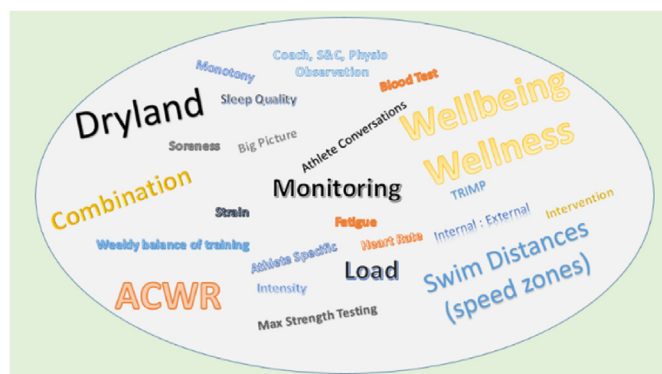 Coach, S&C, Physio
Observation
Monotony
Blood Test
Dryland
Sleep Quality
Wellbeing
Wellness
Athlete Conversations
Soreness
Big Picture
Combination
Monitoring
TRIMP
Strain
Fatigue
Intervention
Weekly balance of training
Heart Rate
Internal : External
Athlete Specific
Load
Swim Distances
(speed zones)
ACWR
Intensity
Max Strength Testing